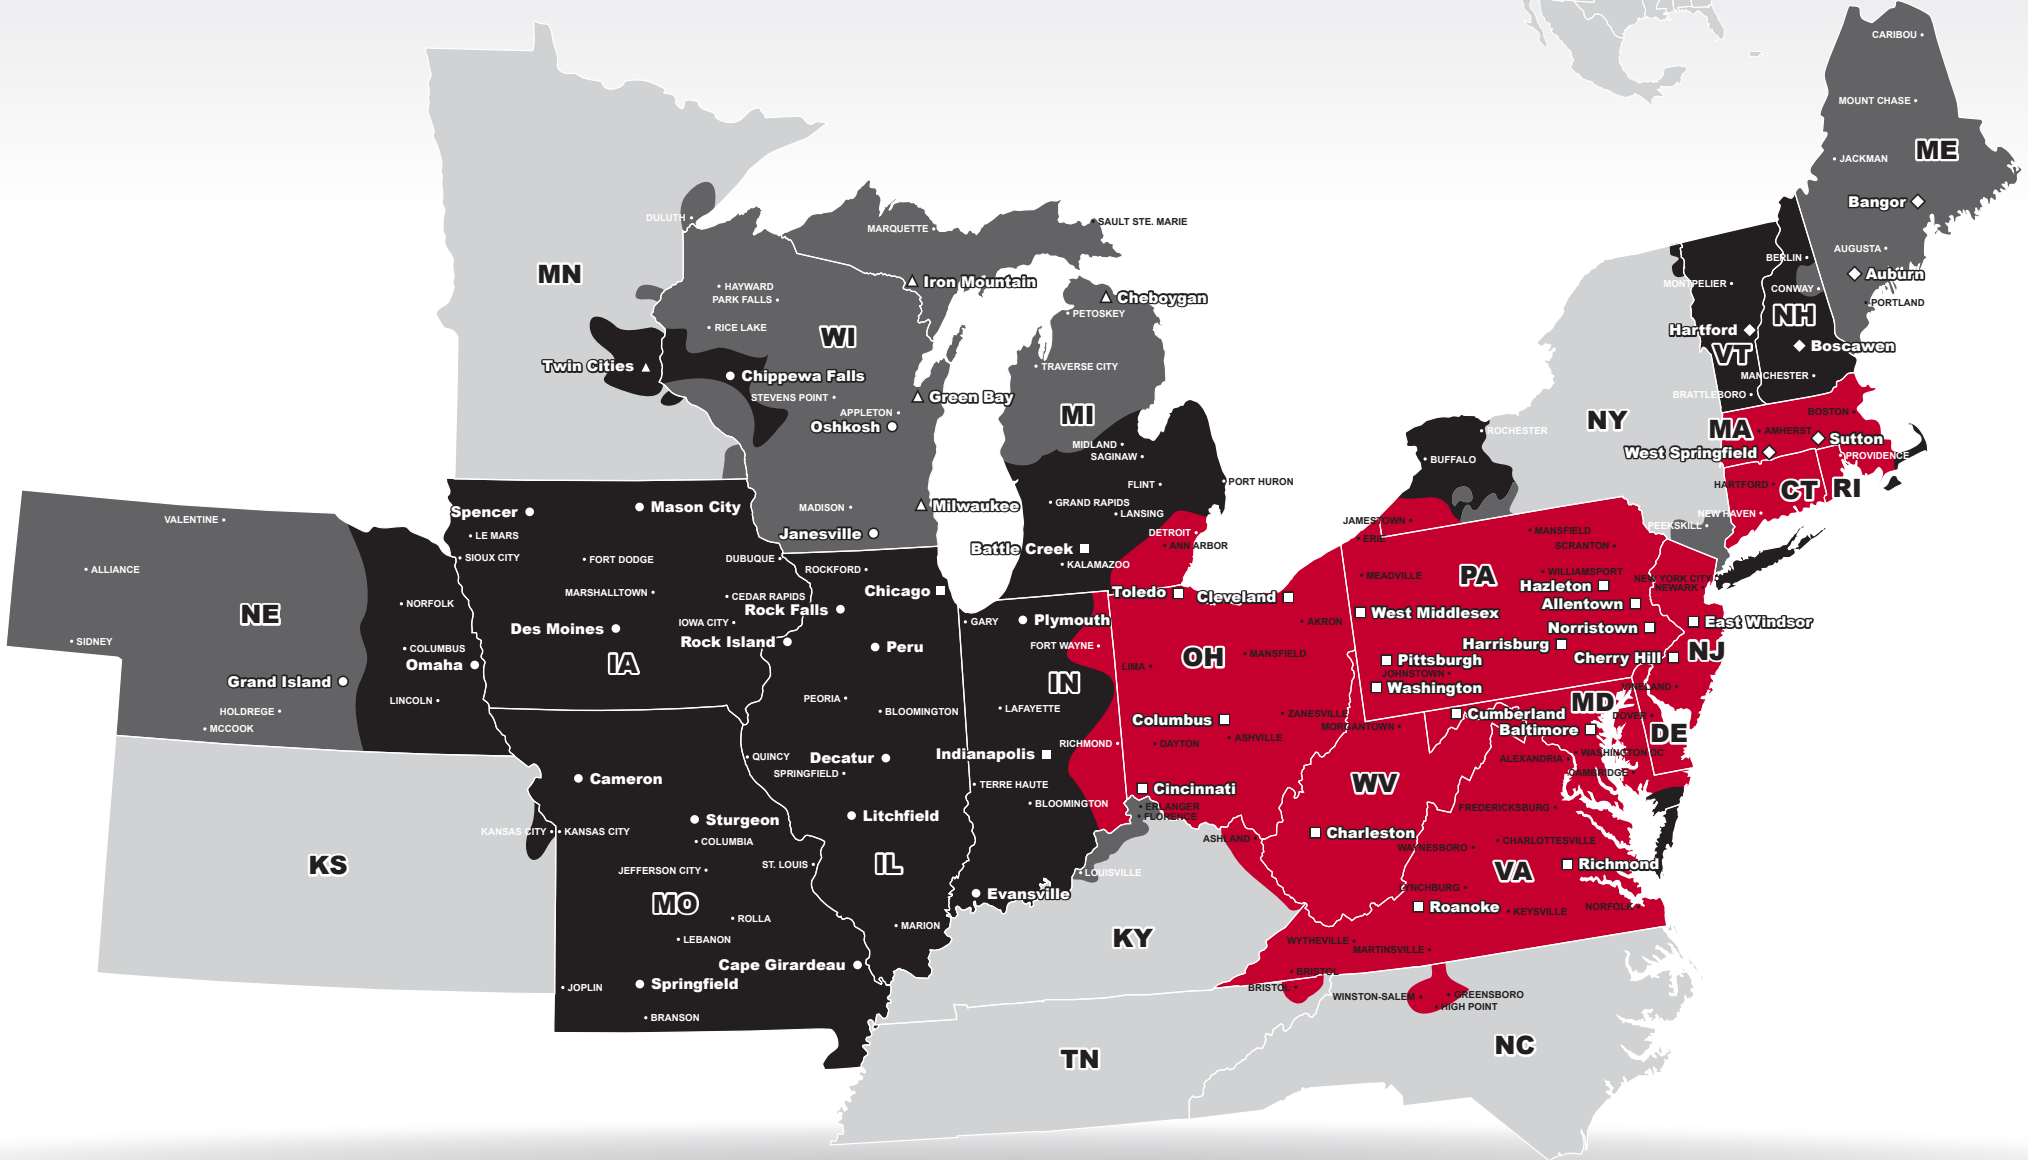 CARIBOU
MOUNT CHASE
ME
JACKMAN
Bangor
DULUTH
MARQUETTE
SAULT STE. MARIE
AUGUSTA
BERLIN
MN
Auburn
Iron Mountain
MONTPELIER
HAYWARD
CONWAY
PARK FALLS
Cheboygan
PORTLAND
PETOSKEY
NH
RICE LAKE
Hartford
WI
Boscawen
VT
Twin Cities
TRAVERSE CITY
Chippewa Falls
MANCHESTER
STEVENS POINT
Green Bay
BRATTLEBORO
APPLETON
MI
BOSTON
Oshkosh
NY
MA
AMHERST
ROCHESTER
Sutton
MIDLAND
SAGINAW
BUFFALO
West Springfield
PROVIDENCE
FLINT
PORT HURON
HARTFORD
CT
RI
GRAND RAPIDS
Mason City
MADISON
Milwaukee
LANSING
Spencer
NEW HAVEN
VALENTINE
JAMESTOWN
PEEKSKILL
LE MARS
Janesville
DETROIT
MANSFIELD
ERIE
SCRANTON
Battle Creek
ANN ARBOR
SIOUX CITY
FORT DODGE
DUBUQUE
KALAMAZOO
ALLIANCE
ROCKFORD
MEADVILLE
PA
WILLIAMSPORT
NEW YORK CITY
Hazleton
NEWARK
MARSHALLTOWN
CEDAR RAPIDS
Chicago
Toledo
Cleveland
NORFOLK
Rock Falls
Allentown
NE
West Middlesex
IOWA CITY
GARY
Plymouth
AKRON
East Windsor
Des Moines
Norristown
SIDNEY
Rock Island
Harrisburg
COLUMBUS
Peru
FORT WAYNE
MANSFIELD
NJ
Omaha
IA
LIMA
OH
Pittsburgh
Cherry Hill
JOHNSTOWN
Grand Island
IN
Washington
VINELAND
LINCOLN
PEORIA
HOLDREGE
BLOOMINGTON
LAFAYETTE
ZANESVILLE
Cumberland
MD
DOVER
Columbus
MORGANTOWN
Baltimore
MCCOOK
RICHMOND
DAYTON
ASHVILLE
DE
QUINCY
Decatur
Indianapolis
ALEXANDRIA
WASHINGTON DC
SPRINGFIELD
CAMBRIDGE
Cameron
TERRE HAUTE
Cincinnati
WV
BLOOMINGTON
ERLANGER
FREDERICKSBURG
Sturgeon
Litchfield
FLORENCE
KANSAS CITY
KANSAS CITY
Charleston
COLUMBIA
ASHLAND
CHARLOTTESVILLE
WAYNESBORO
KS
JEFFERSON CITY
ST. LOUIS
IL
LOUISVILLE
VA
Richmond
Evansville
LYNCHBURG
MO
ROLLA
Roanoke
KEYSVILLE
NORFOLK
MARION
LEBANON
KY
WYTHEVILLE
MARTINSVILLE
Cape Girardeau
BRISTOL
JOPLIN
Springfield
BRISTOL
WINSTON-SALEM
GREENSBORO
HIGH POINT
BRANSON
TN
NC